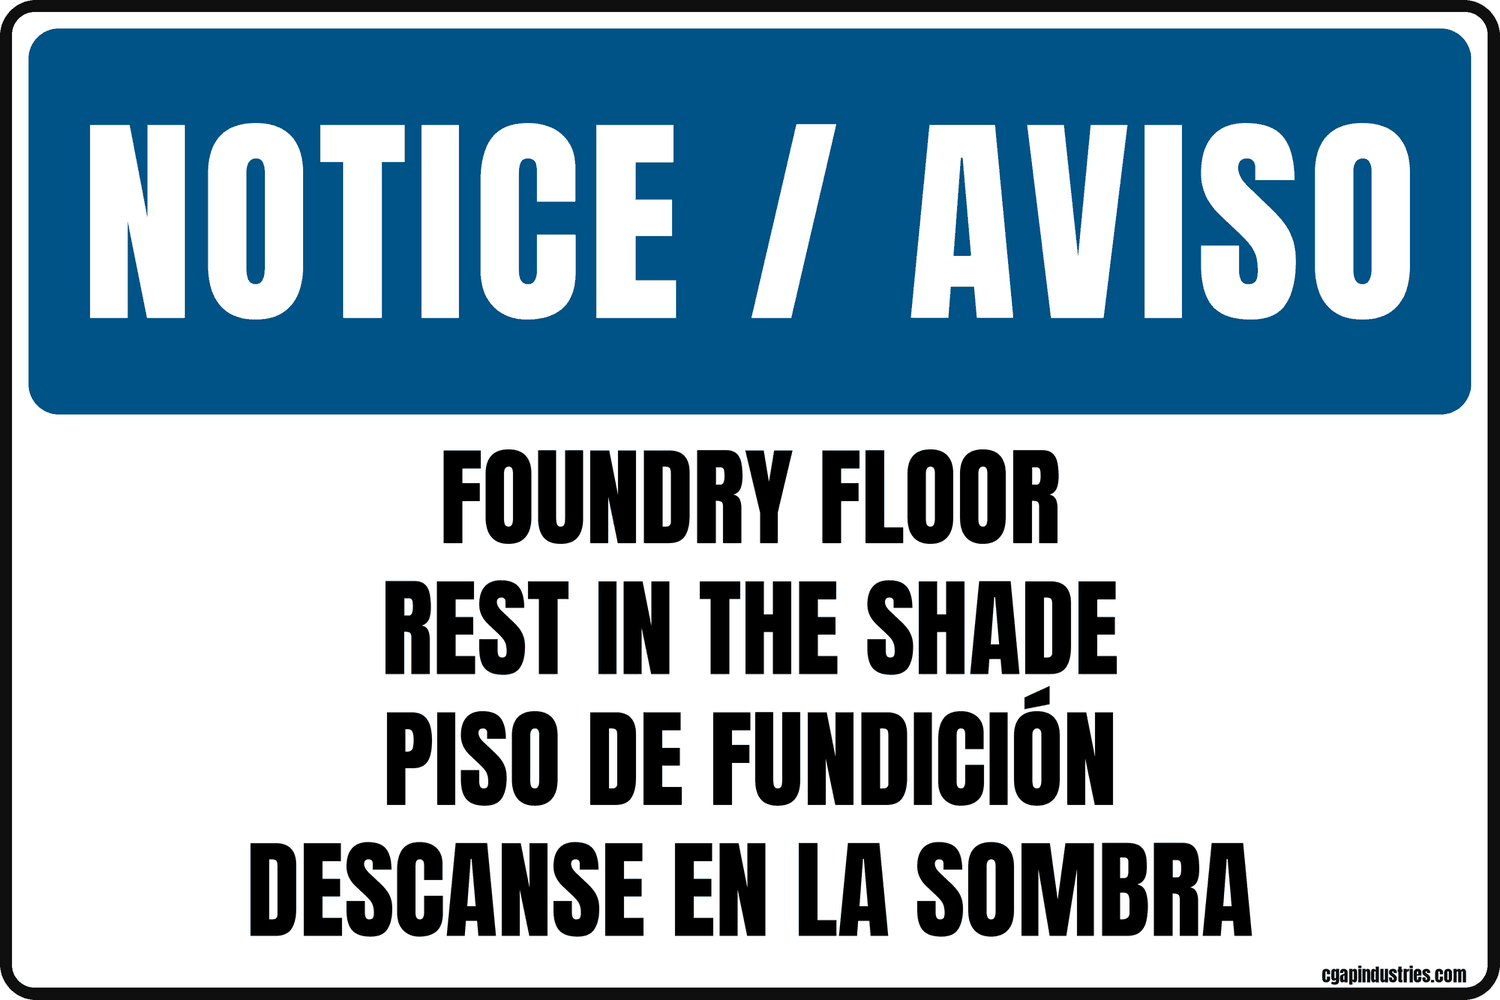 NOTICE / AVISO
FOUNDRY FLOOR
REST IN THE SHADE
PISO DE FUNDICIÓN
DESCANSE EN LA SOMBRA
cgapindustries.com